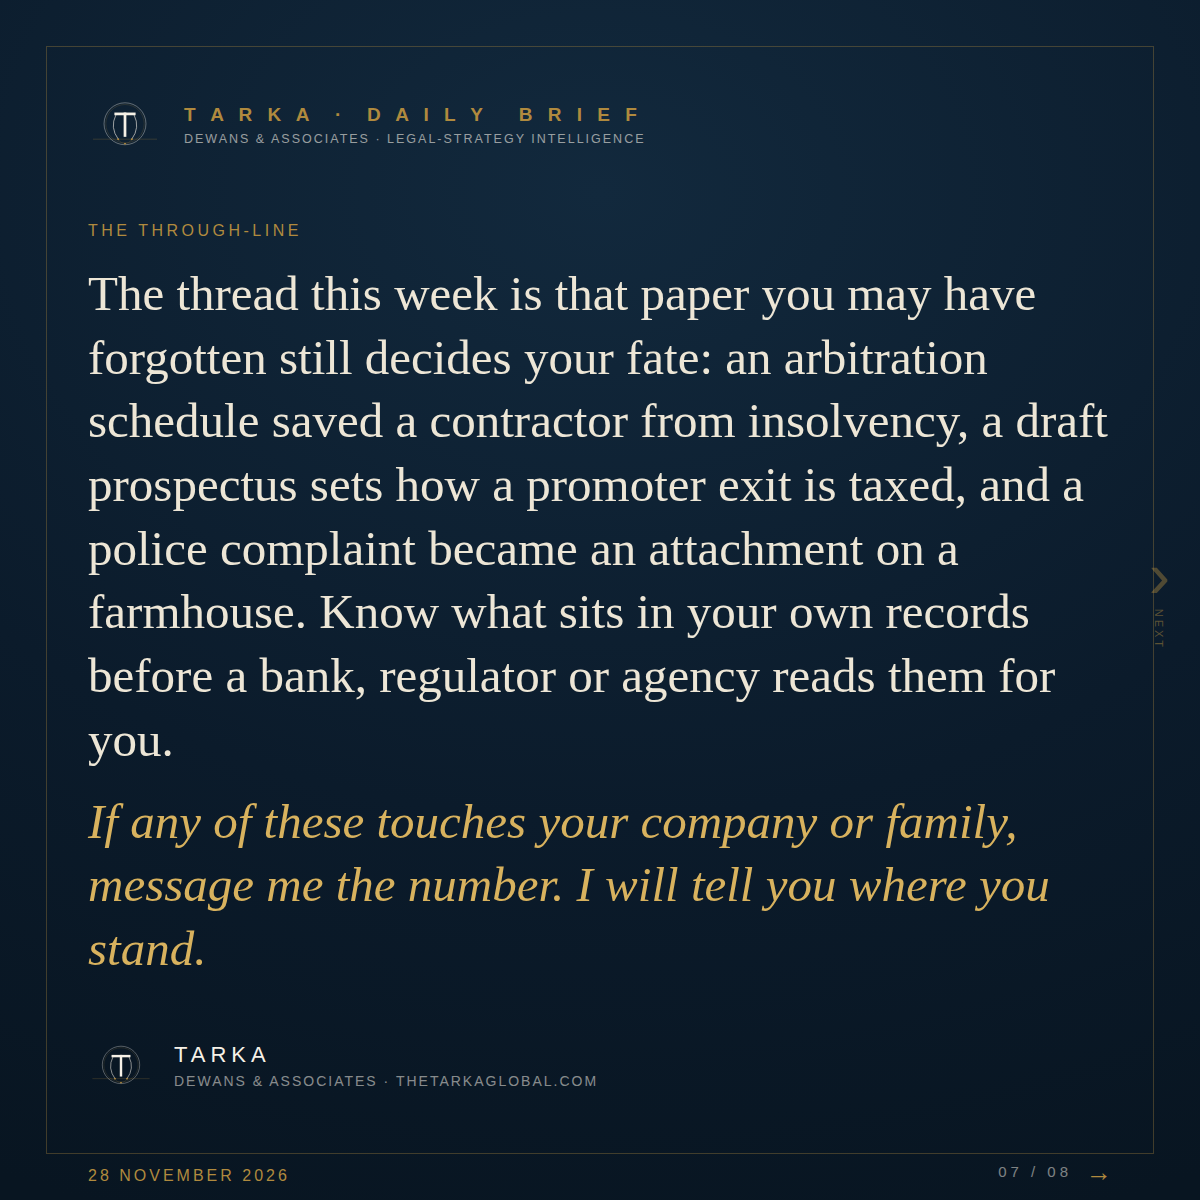 TARKA · DAILY BRIEF
DEWANS & ASSOCIATES · LEGAL-STRATEGY INTELLIGENCE
THE THROUGH-LINE
The thread this week is that paper you may have
forgotten still decides your fate: an arbitration
schedule saved a contractor from insolvency, a draft
prospectus sets how a promoter exit is taxed, and a
police complaint became an attachment on a
farmhouse. Know what sits in your own records
before a bank, regulator or agency reads them for
you.
If any of these touches your company or family,
message me the number. I will tell you where you
stand.
› NEXT
TARKA
DEWANS & ASSOCIATES · THETARKAGLOBAL.COM
28 NOVEMBER 2026
07 / 08 →